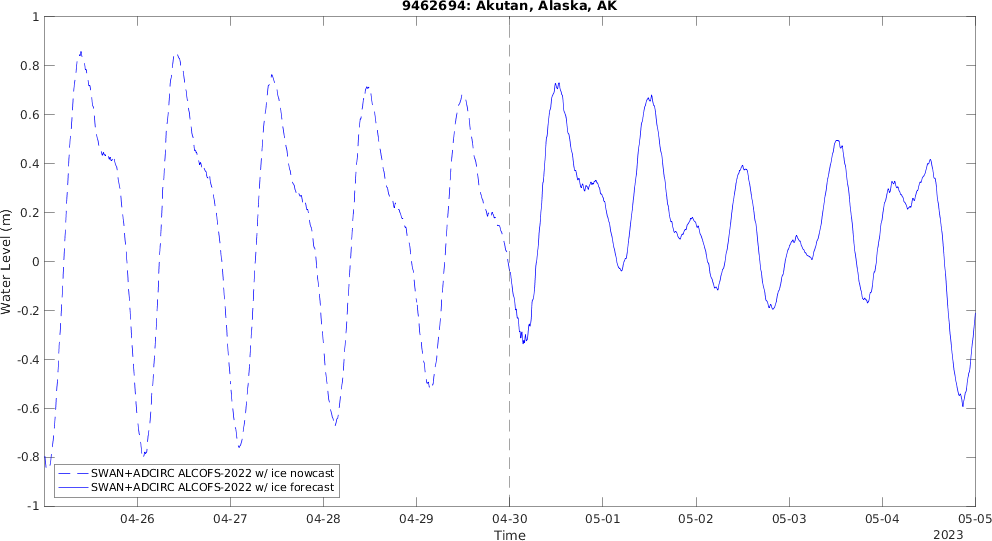 9462694: Akutan, Alaska, AK
Water Level (m)
1
0.8
0.6
0.4
0.2
0
-0.2
-0.4
-0.6
-0.8
-1
SWAN+ADCIRC ALCOFS-2022 w/ ice nowcast
SWAN+ADCIRC ALCOFS-2022 w/ ice forecast
04-26 04-27 04-28 04-29 04-30 05-01 05-02 05-03 05-04 05-05
Time
2023